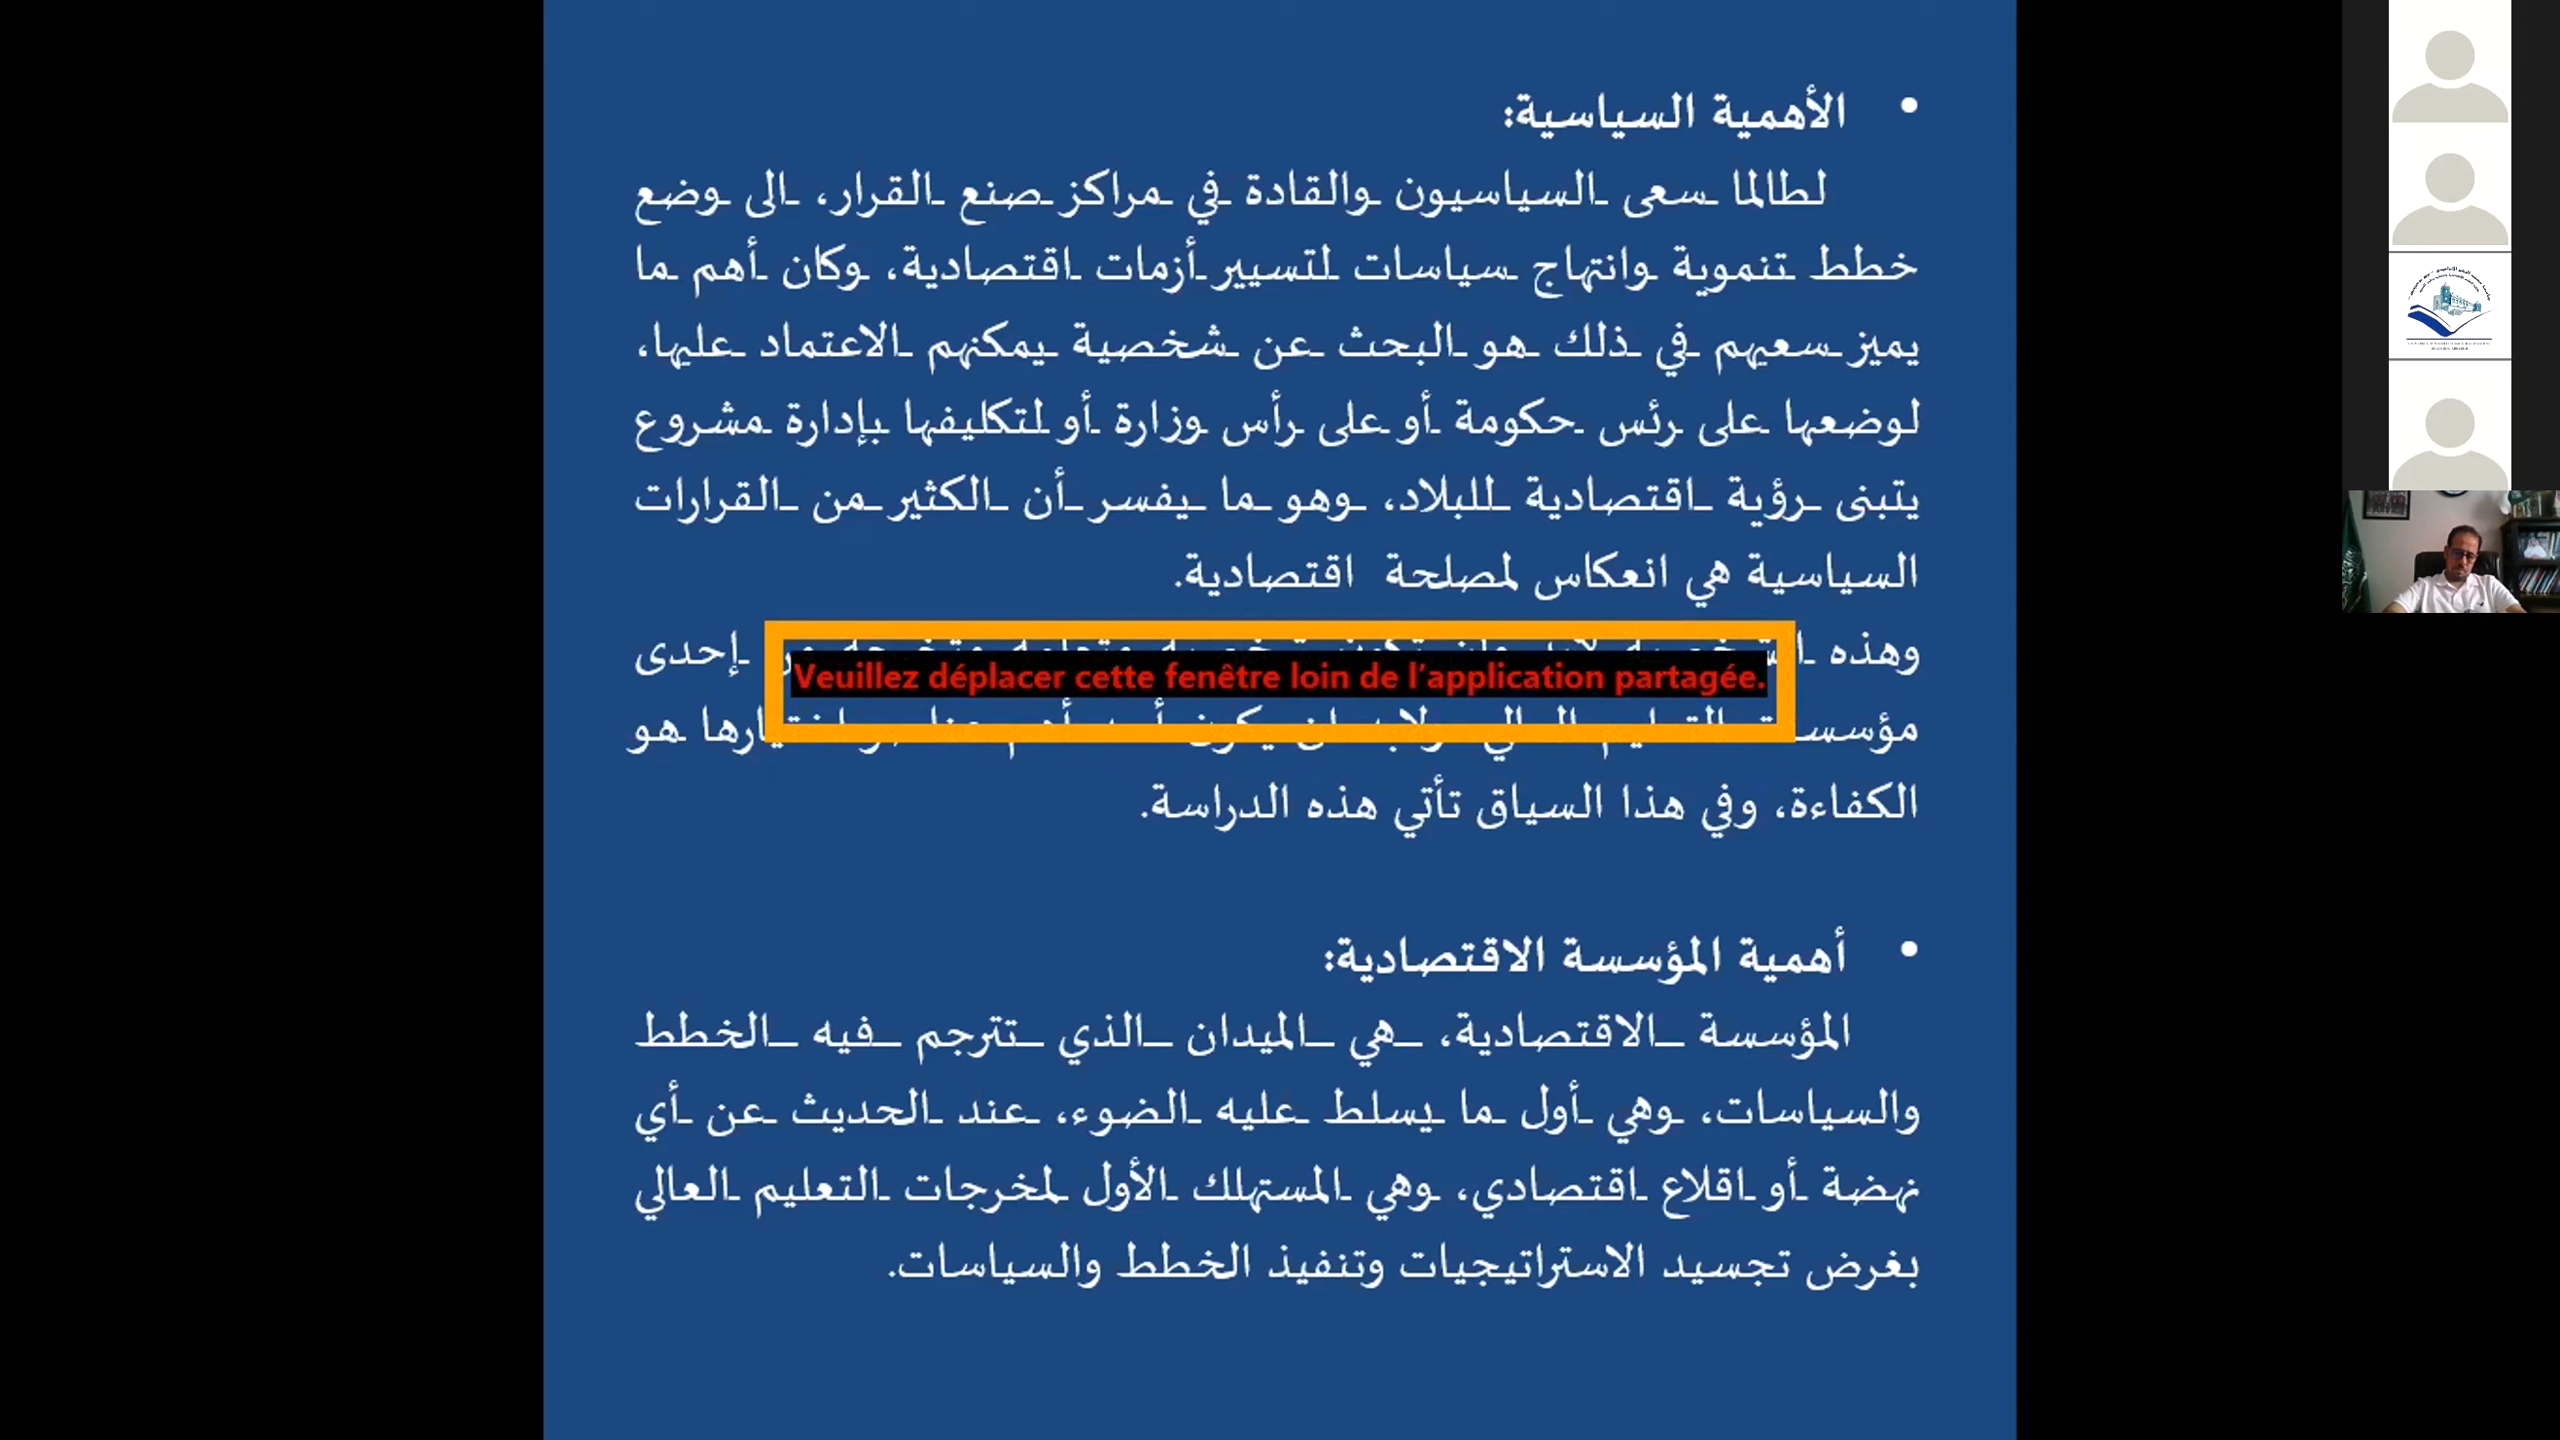 • الأهمية السياسية:
لطالما سعى السياسيون والقادة في مراكز صنع القرار، الى وضع
خطط تنموية وانتهاج سياسات لتسيير أزمات اقتصادية، وكان أهم ما
يميز سعيهم في ذلك هو البحث عن شخصية يمكنهم الاعتماد عليها،
لوضعها على رئس حكومة أو على رأس وزارة أو لتكليفها بإدارة مشروع
يتبنى رؤية اقتصادية للبلاد، وهو ما يفسر أن الكثير من القرارات
السياسية هي انعكاس لمصلحة اقتصادية.
وهذه إحدى
Veuillez déplacer cette fenêtre loin de l’application partagée.
هو
الكفاءة، وفي هذا السياق تأتي هذه الدراسة.
• أهمية المؤسسة الاقتصادية:
المؤسسة الاقتصادية، هي الميدان الذي تترجم فيه الخطط
والسياسات، وهي أول ما يسلط عليه الضوء، عند الحديث عن أي
نهضة أو اقلاع اقتصادي، وهي المستهلك الأول لمخرجات التعليم العالي
بغرض تجسيد الاستراتيجيات وتنفيذ الخطط والسياسات.